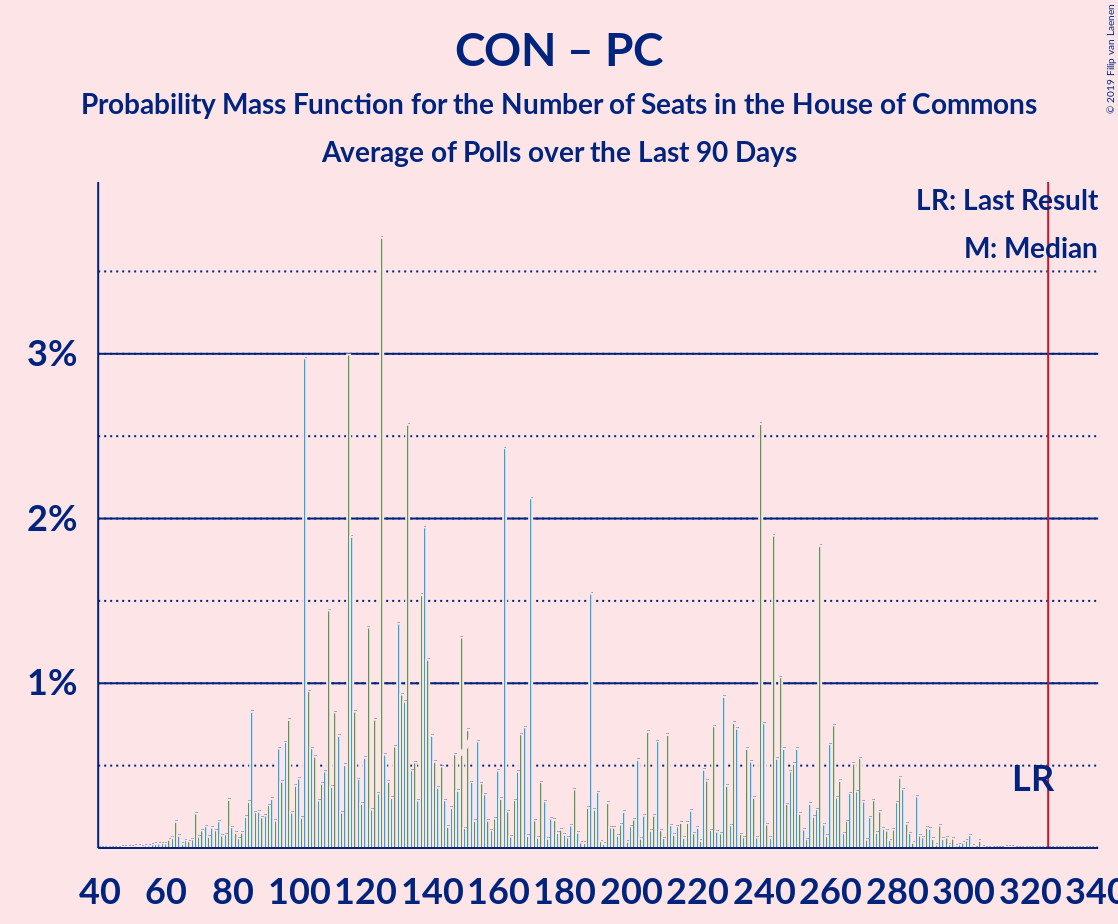 CON – PC
Probability Mass Function for the Number of Seats in the House of Commons
Average of Polls over the Last 90 Days
© 2019 Filip van Laenen
LR: Last Result
M: Median
3%
2%
1%
LR
40 60 80 100 120 140 160 180 200 220 240 260 280 300 320 340